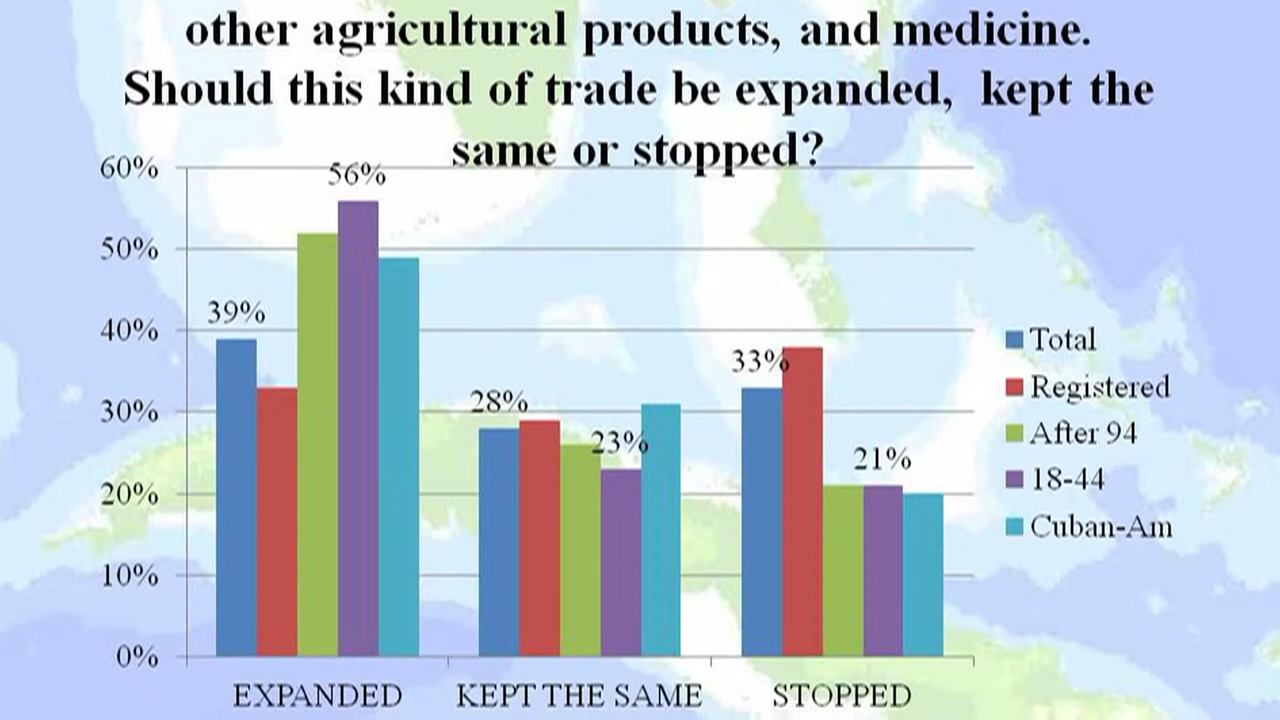 other agricultural products, and medicine.
Should this kind of trade be expanded, kept the
same or stopped?
60%
50%
40%
30%
20%
10%
0%
39%
56%
28%
23%
33%
21%
EXPANDED
KEPT THE SAME
STOPPED
Total
Registered
After 94
18-44
Cuban-Am